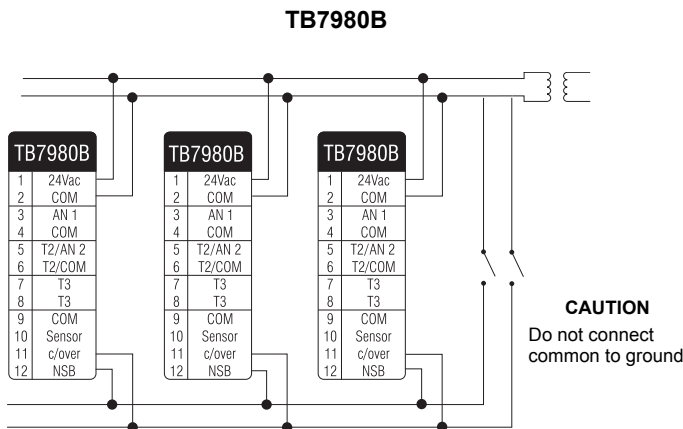 TB7980B
TB7980B
1 24Vac
2 COM
3 AN 1
4 COM
5 T2/AN 2
6 T2/COM
7 T3
8 T3
9 COM
10 Sensor
11 c/over
12 NSB
TB7980B
1 24Vac
2 COM
3 AN 1
4 COM
5 T2/AN 2
6 T2/COM
7 T3
8 T3
9 COM
10 Sensor
11 c/over
12 NSB
TB7980B
1 24Vac
2 COM
3 AN 1
4 COM
5 T2/AN 2
6 T2/COM
7 T3
8 T3
9 COM
10 Sensor
11 c/over
12 NSB
CAUTION
Do not connect
common to ground